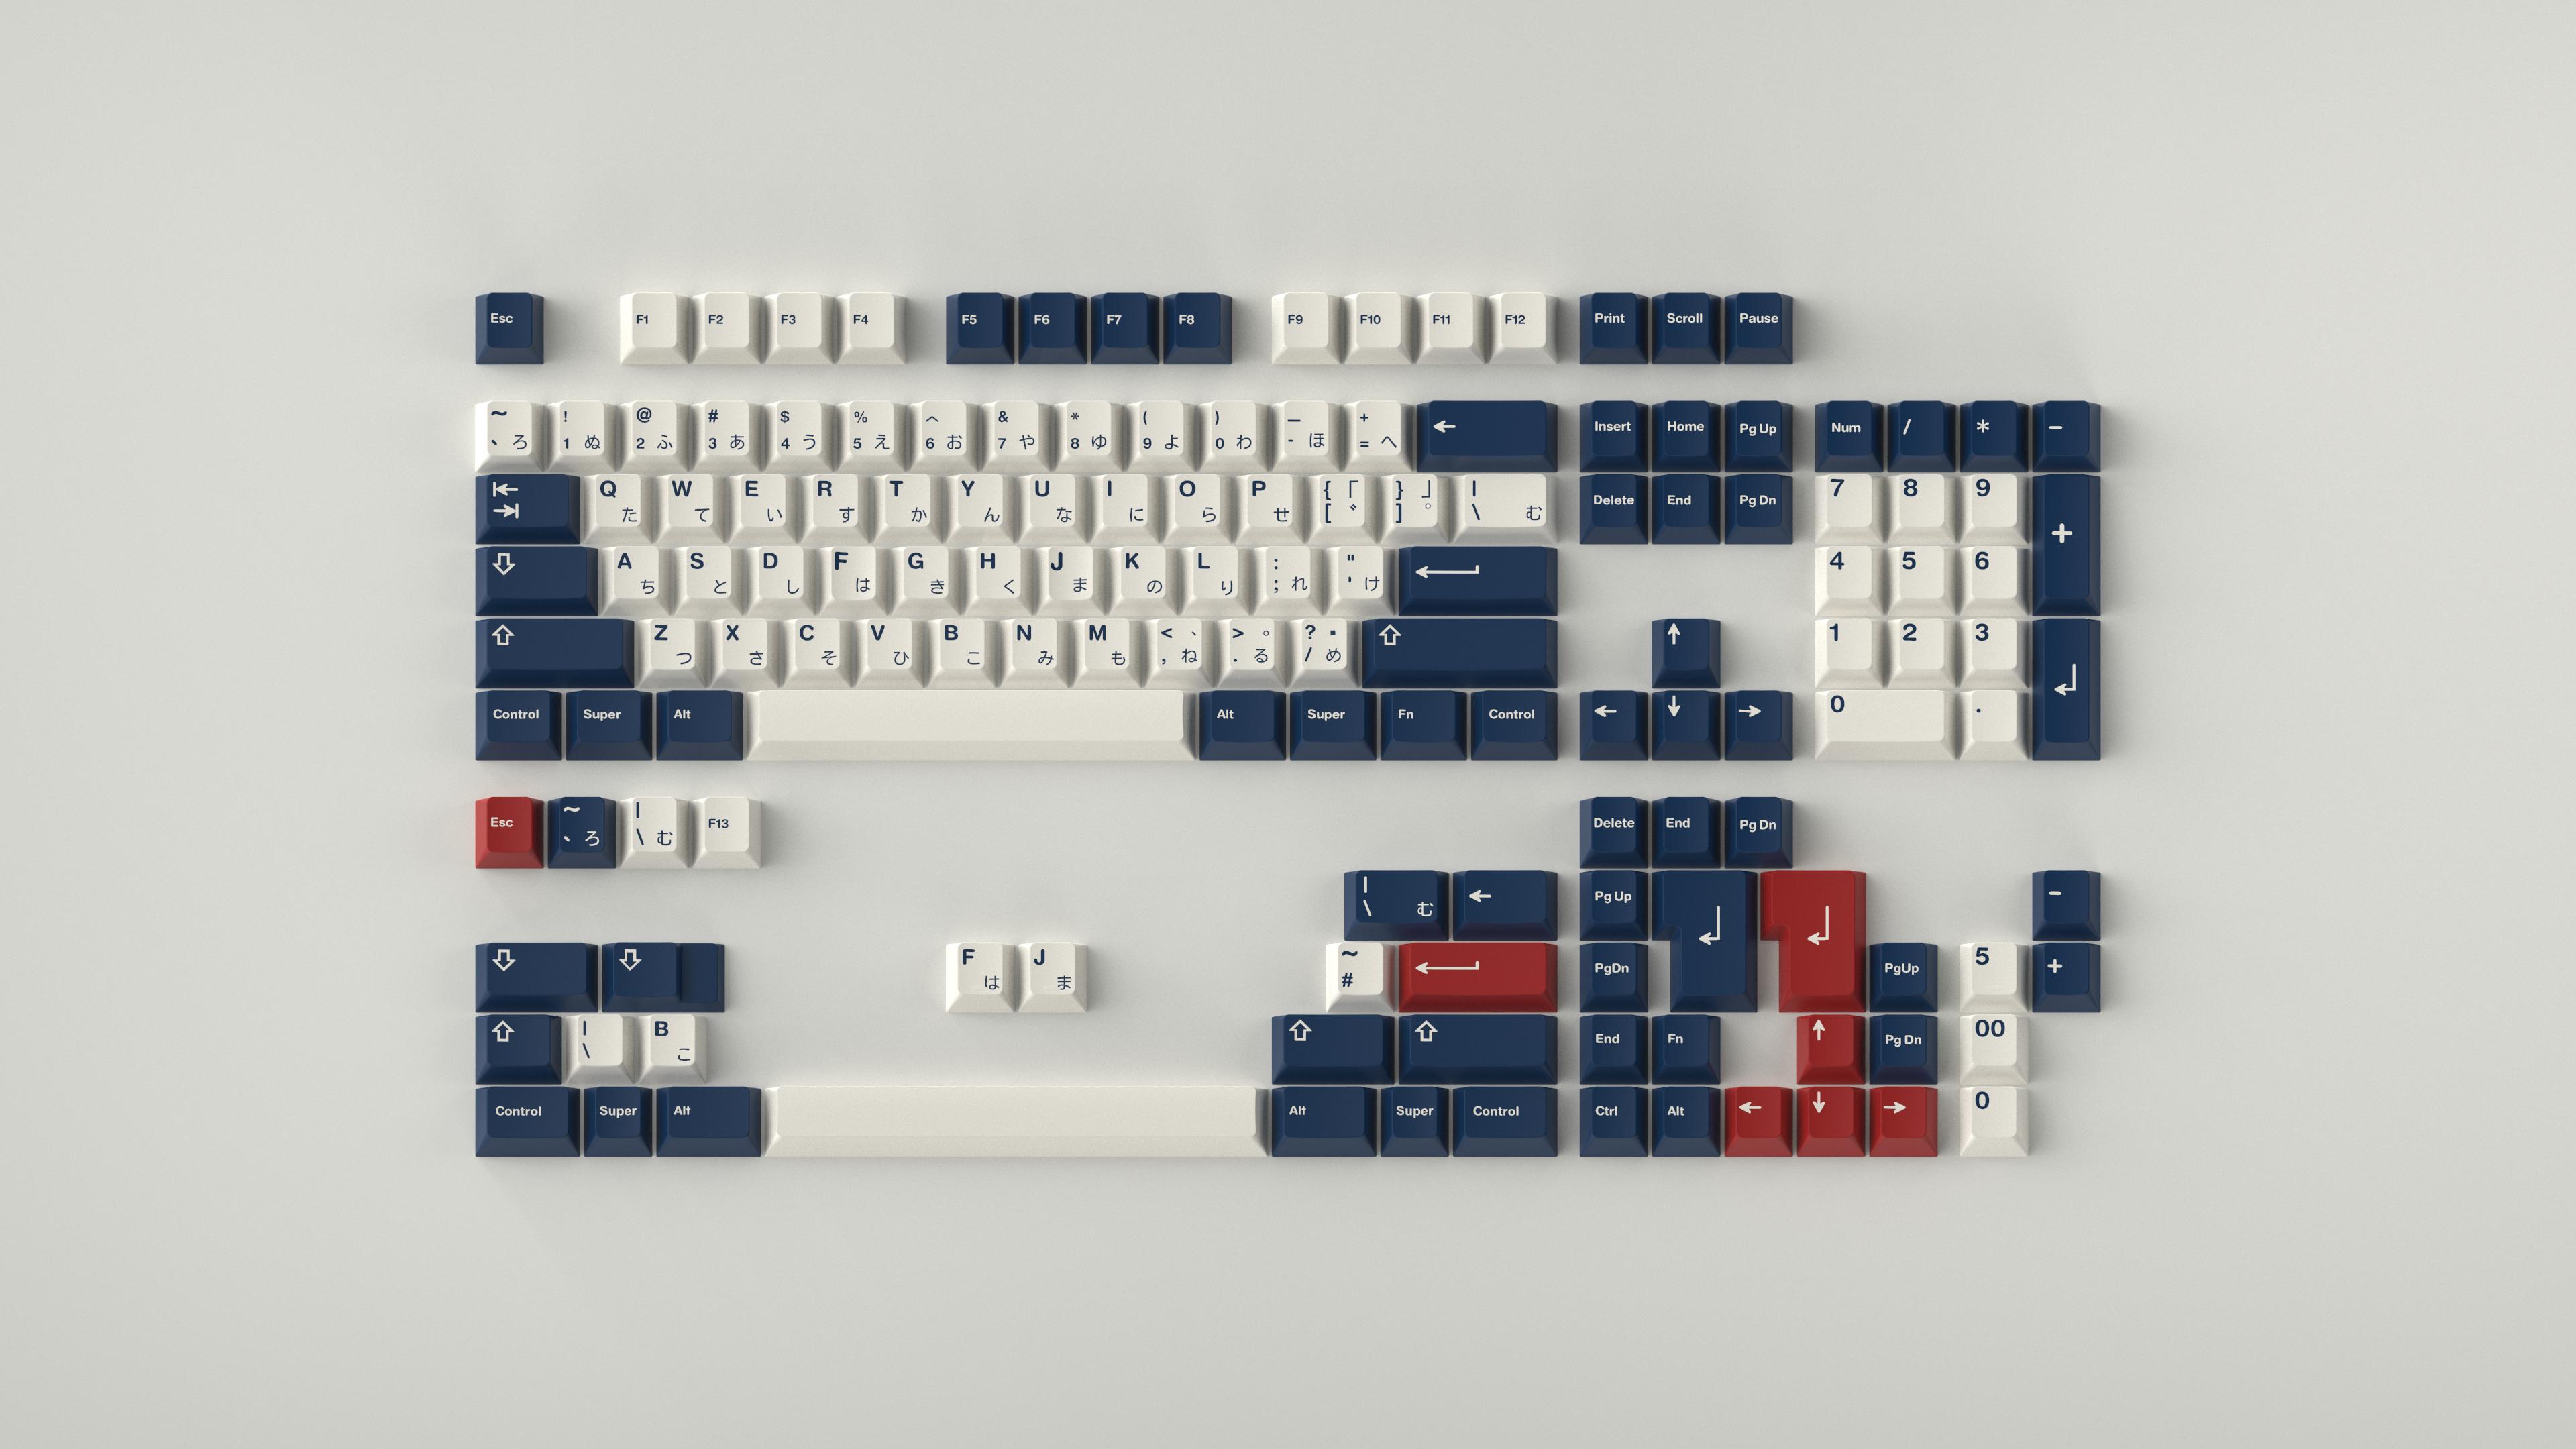 Esc F1 F2 F3 F4 F5 F6 F7 F8 F9 F10 F11 F12 Print Scroll Pause
~ ! @ # $ % ^ & * ( ) — + ← Insert Home Pg Up Num / * -
、 ろ 1 ぬ 2 ふ 3 あ 4 う 5 え 6 お 7 や 8 ゆ 9 よ 0 わ - ほ = へ
⇤ Q W E R T Y U I O P { 「 } 」 | Delete End Pg Dn 7 8 9 +
⇥ た て い す か ん な に ら せ [ ゛ ] ゜ \ む
⇩ A S D F G H J K L : " ← 4 5 6
ち と し は き く ま の り ; れ ' け
⇧ Z X C V B N M < 、 > 。 ? ・ ⇧ ↑ 1 2 3 ↵
つ さ そ ひ こ み も , ね . る / め
Control Super Alt Alt Super Fn Control ← ↓ → 0 .
Esc ~ | F13 Delete End Pg Dn
、 ろ \ む
| ← Pg Up ↵ ↵ -
\ む
⇩ ⇩ F J ~ ← PgDn PgUp 5 +
は ま #
⇧ | B ⇧ ⇧ End Fn ↑ Pg Dn 00
\ こ
Control Super Alt Alt Super Control Ctrl Alt ← ↓ → 0